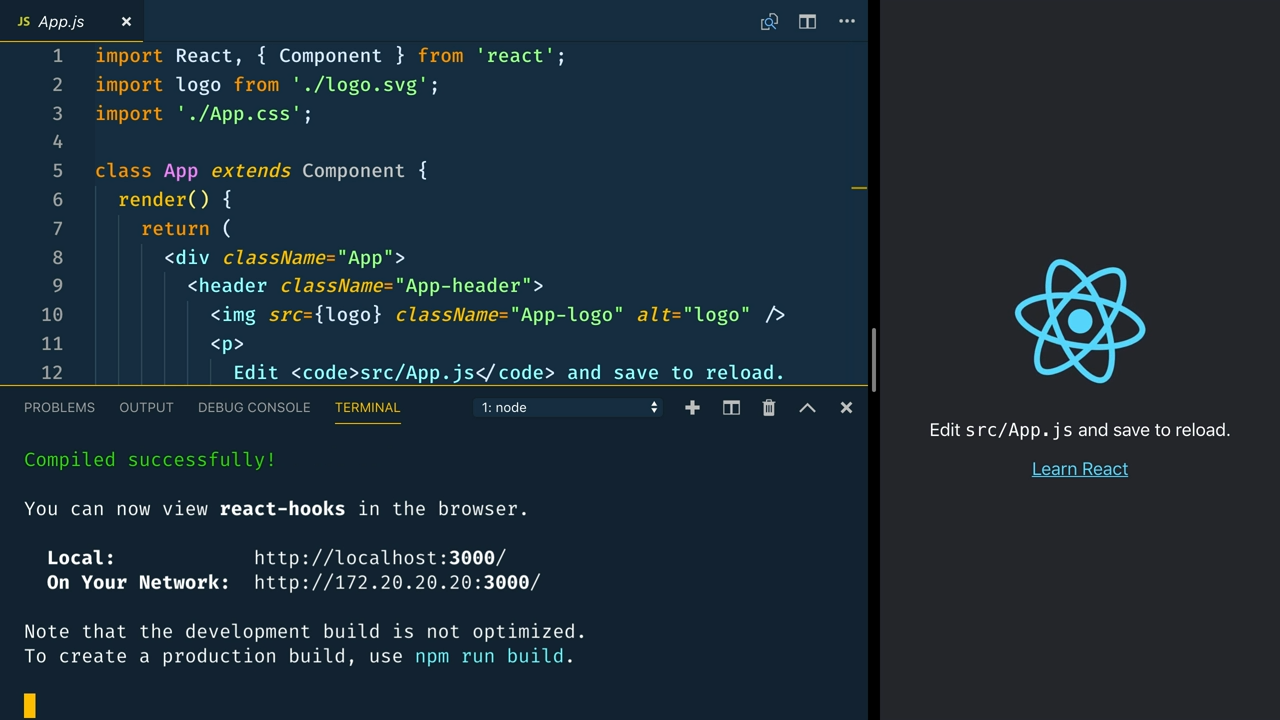 JS App.js ×
1 import React, { Component } from 'react';
2 import logo from './logo.svg';
3 import './App.css';
4
5 class App extends Component {
6 render() {
7 return (
8 <div className="App">
9 <header className="App-header">
10 <img src={logo} className="App-logo" alt="logo" />
11 <p>
12 Edit <code>src/App.js</code> and save to reload.
PROBLEMS OUTPUT DEBUG CONSOLE TERMINAL 1: node
Compiled successfully!
You can now view react-hooks in the browser.
Local: http://localhost:3000/
On Your Network: http://172.20.20.20:3000/
Note that the development build is not optimized.
To create a production build, use npm run build.
Edit src/App.js and save to reload.
Learn React